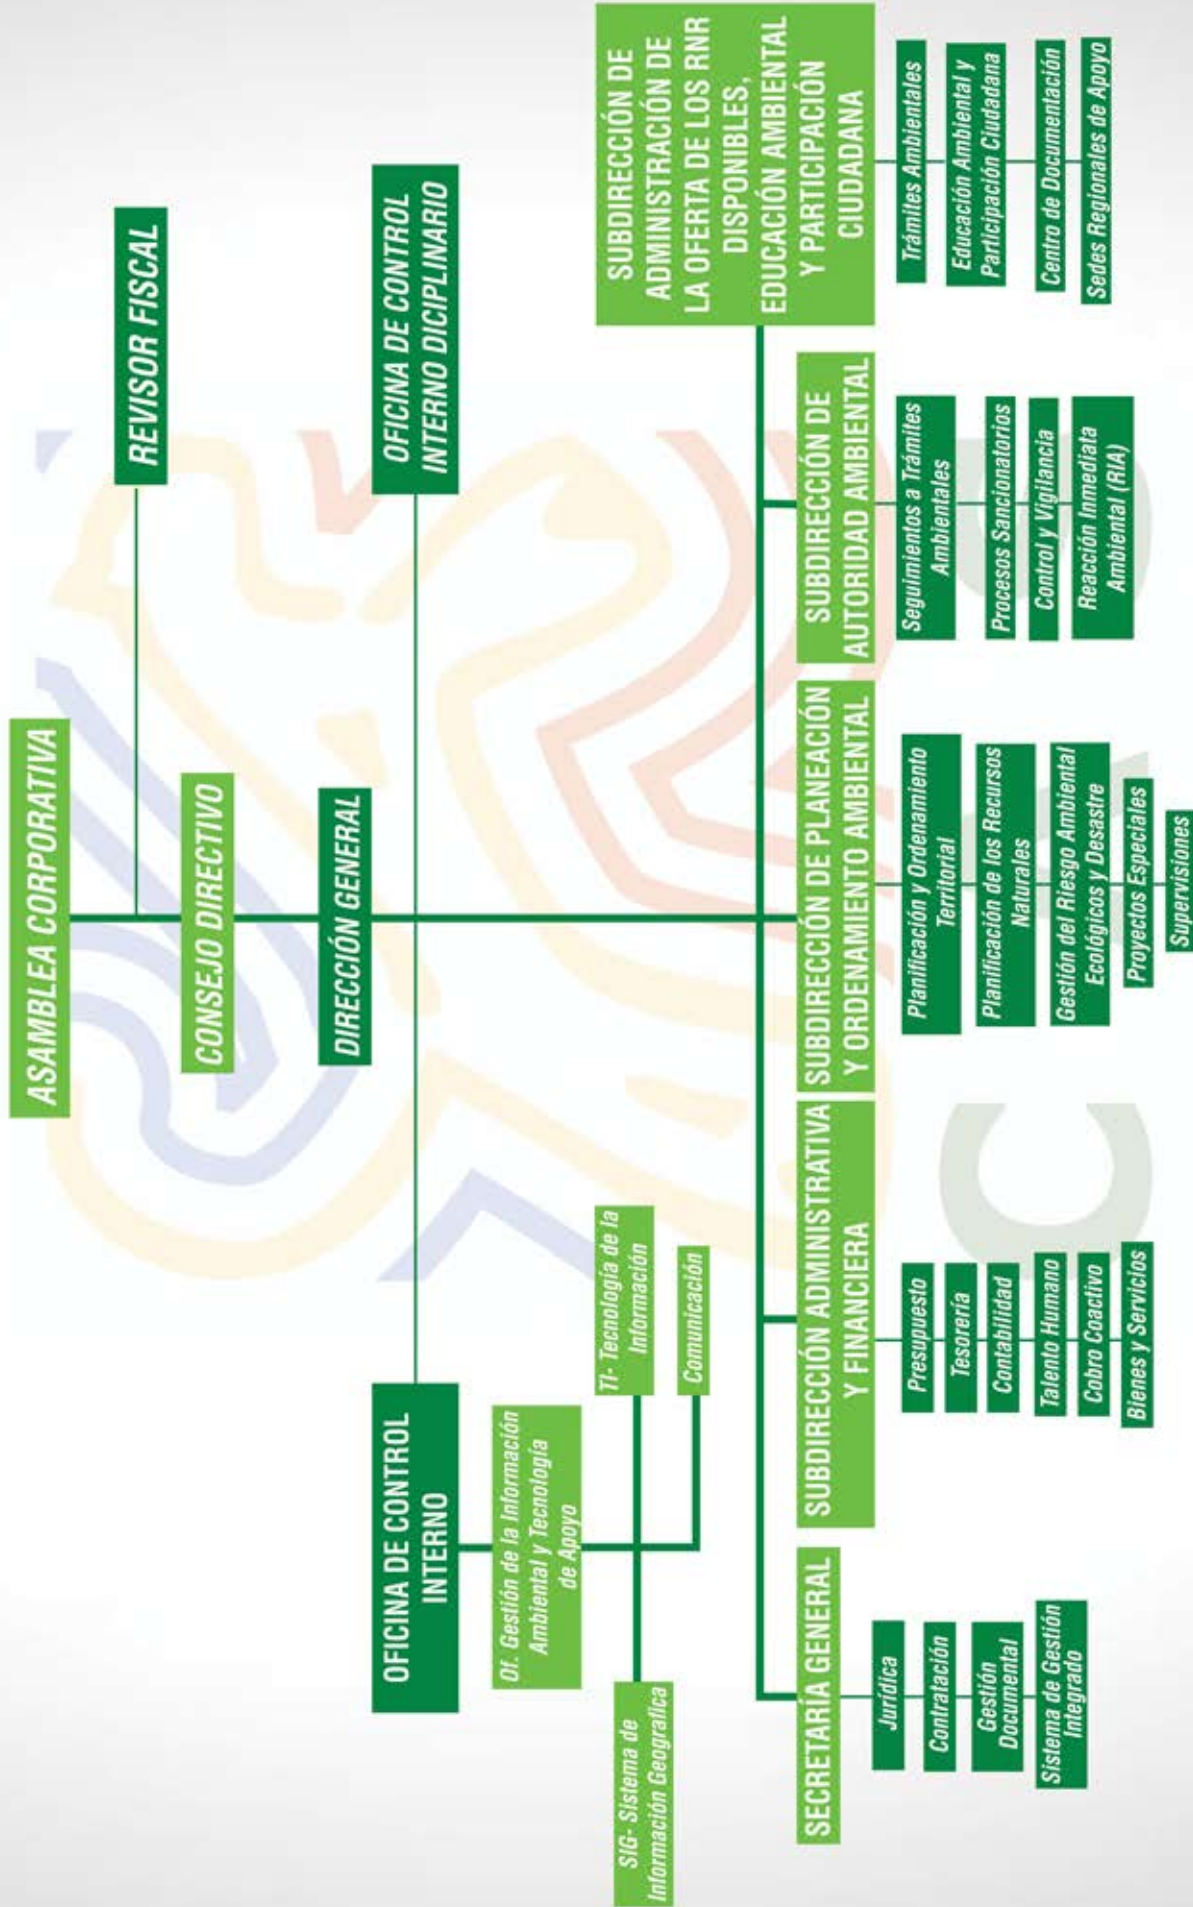 ASAMBLEA CORPORATIVA
REVISOR FISCAL
CONSEJO DIRECTIVO
DIRECCIÓN GENERAL
OFICINA DE CONTROL
INTERNO
OFICINA DE CONTROL
INTERNO DICIPLINARIO
Of. Gestión de la Información
Ambiental y Tecnología
de Apoyo
SIG- Sistema de
Información Geografica
TI- Tecnología de la
Información
Comunicación
SECRETARÍA GENERAL
Jurídica
Contratación
Gestión
Documental
Sistema de Gestión
Integrado
SUBDIRECCIÓN ADMINISTRATIVA
Y FINANCIERA
Presupuesto
Tesorería
Contabilidad
Talento Humano
Cobro Coactivo
Bienes y Servicios
SUBDIRECCIÓN DE PLANEACIÓN
Y ORDENAMIENTO AMBIENTAL
Planificación y Ordenamiento
Territorial
Planificación de los Recursos
Naturales
Gestión del Riesgo Ambiental
Ecológicos y Desastre
Proyectos Especiales
Supervisiones
SUBDIRECCIÓN DE
AUTORIDAD AMBIENTAL
Seguimientos a Trámites
Ambientales
Procesos Sancionatorios
Control y Vigilancia
Reacción Inmediata
Ambiental (RIA)
SUBDIRECCIÓN DE
ADMINISTRACIÓN DE
LA OFERTA DE LOS RNR
DISPONIBLES,
EDUCACIÓN AMBIENTAL
Y PARTICIPACIÓN
CIUDADANA
Trámites Ambientales
Educación Ambiental y
Participación Ciudadana
Centro de Documentación
Sedes Regionales de Apoyo